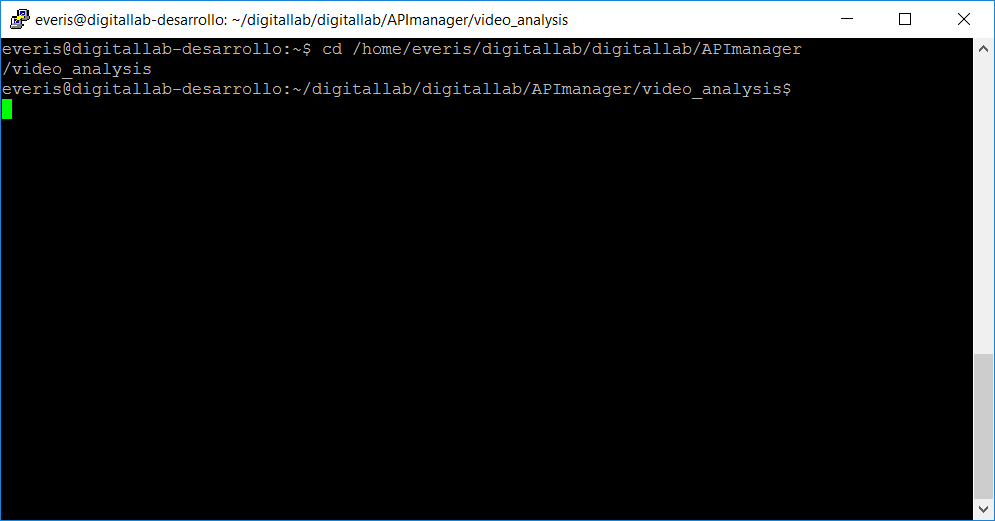 everis@digitallab-desarrollo: ~/digitallab/digitallab/APImanager/video_analysis
everis@digitallab-desarrollo:~$ cd /home/everis/digitallab/digitallab/APImanager
/video_analysis
everis@digitallab-desarrollo:~/digitallab/digitallab/APImanager/video_analysis$